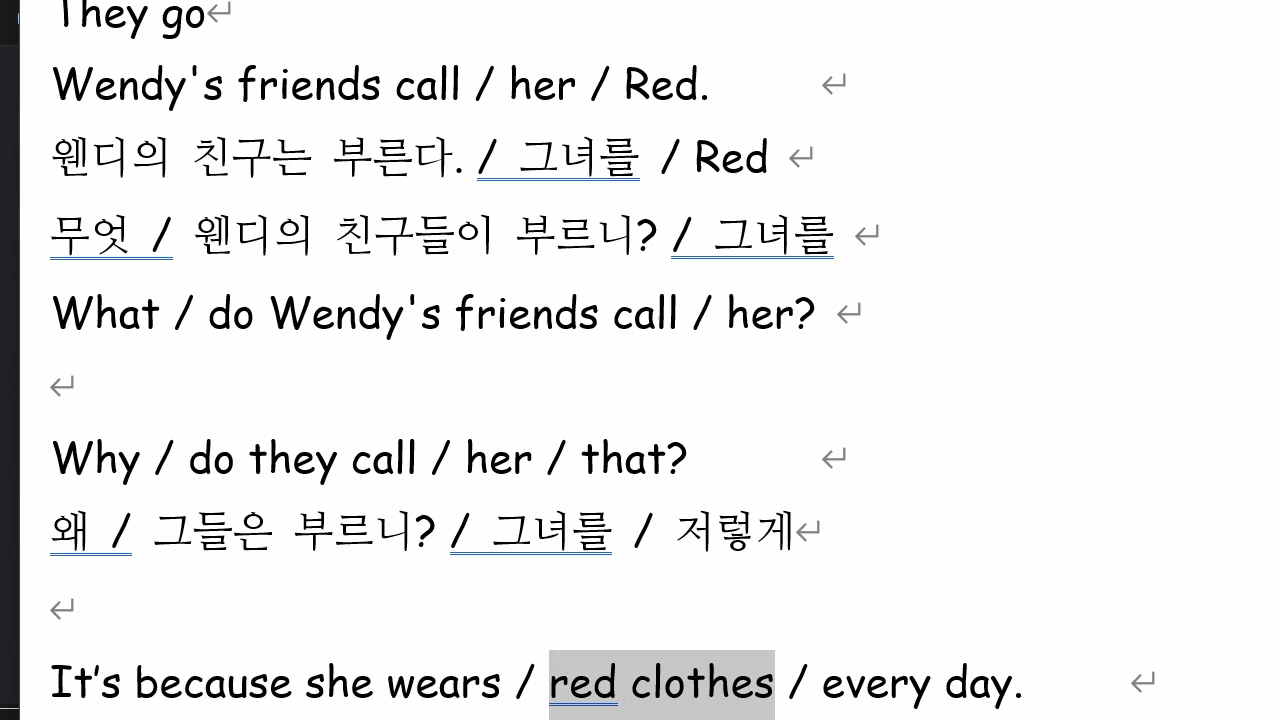 They go
Wendy's friends call / her / Red.
웬디의 친구는 부른다. / 그녀를 / Red
무엇 / 웬디의 친구들이 부르니? / 그녀를
What / do Wendy's friends call / her?
Why / do they call / her / that?
왜 / 그들은 부르니? / 그녀를 / 저렇게
It’s because she wears / red clothes / every day.